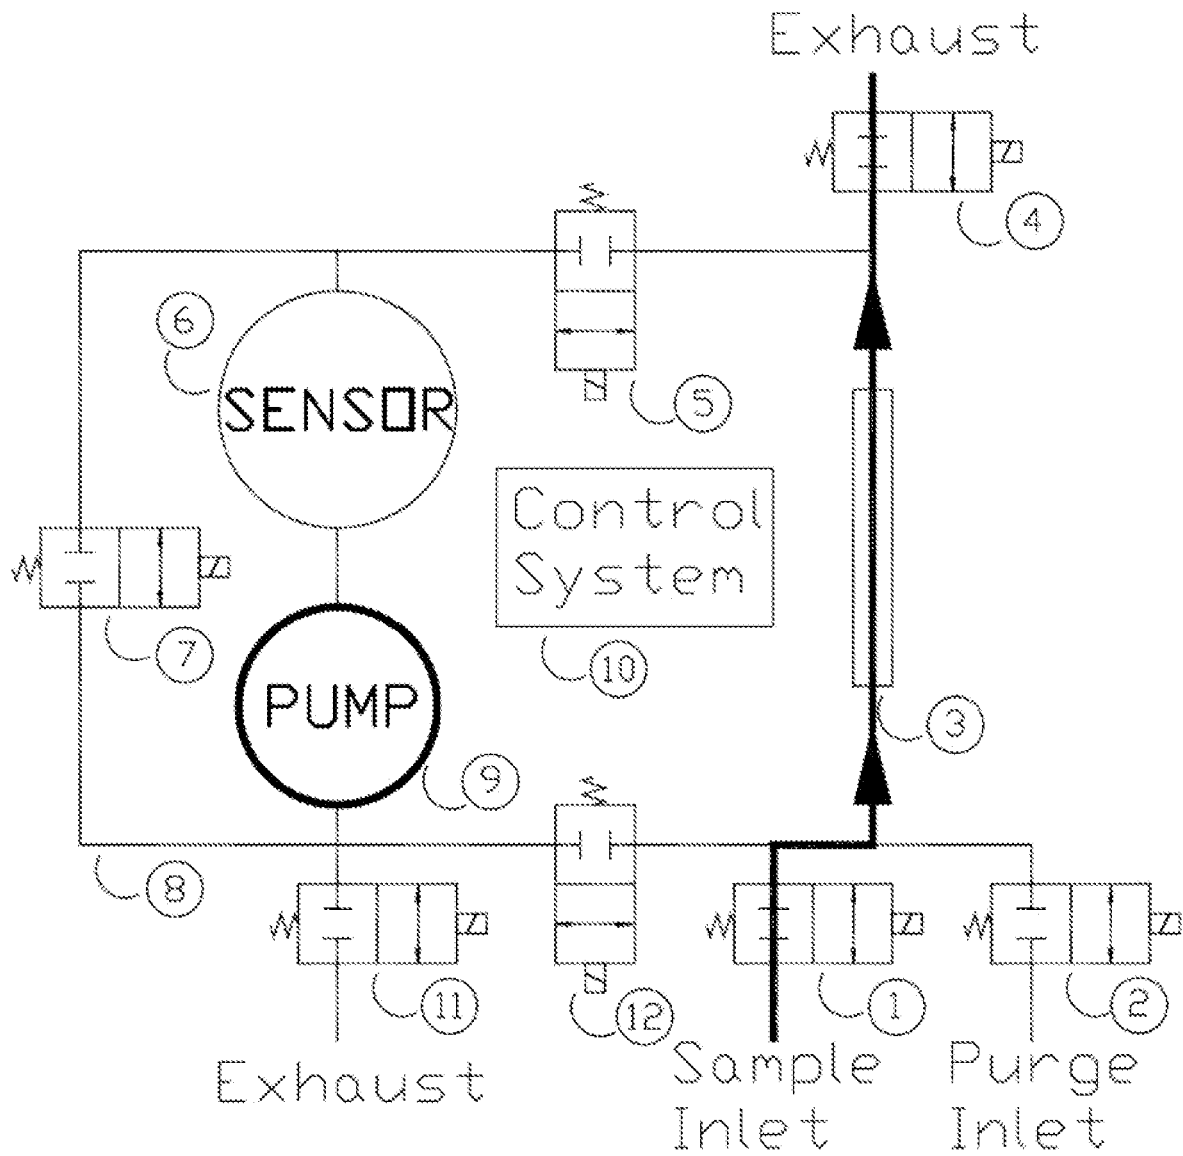 Exhaust
4
6
SENSOR
5
Control
System
7
10
PUMP
3
9
8
11
12
1
2
Exhaust
Sample
Inlet
Purge
Inlet